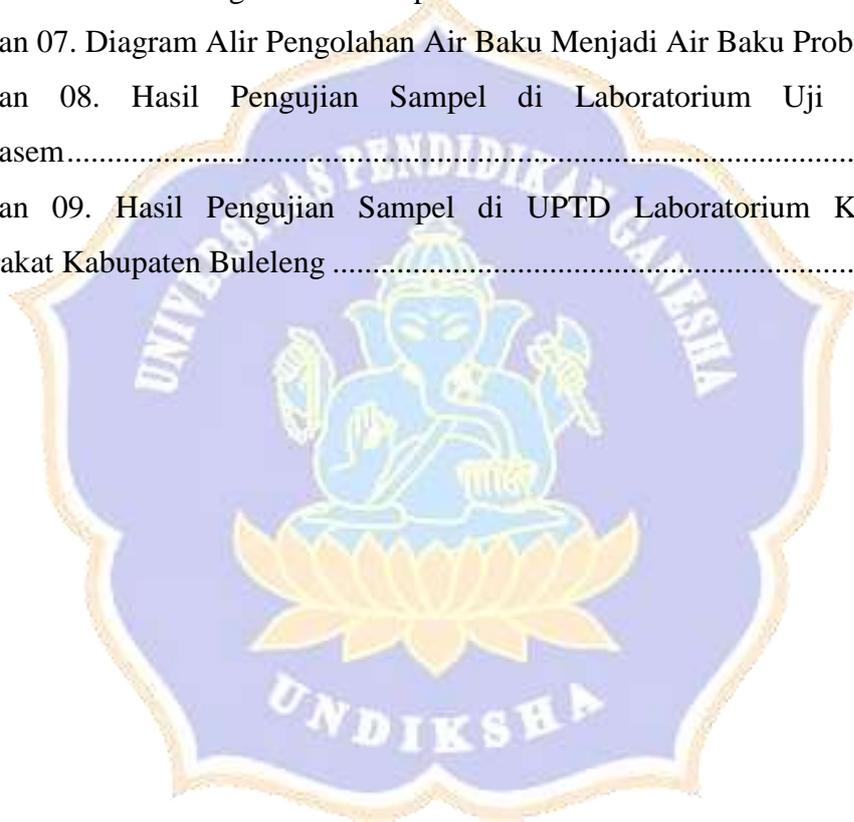 an 07. Diagram Alir Pengolahan Air Baku Menjadi Air Baku Prob
an 08. Hasil Pengujian Sampel di Laboratorium Uji
asem
an 09. Hasil Pengujian Sampel di UPTD Laboratorium K
akat Kabupaten Buleleng
UNIVERSITAS PENDIDIKAN GANESHA
UNDIKSHA